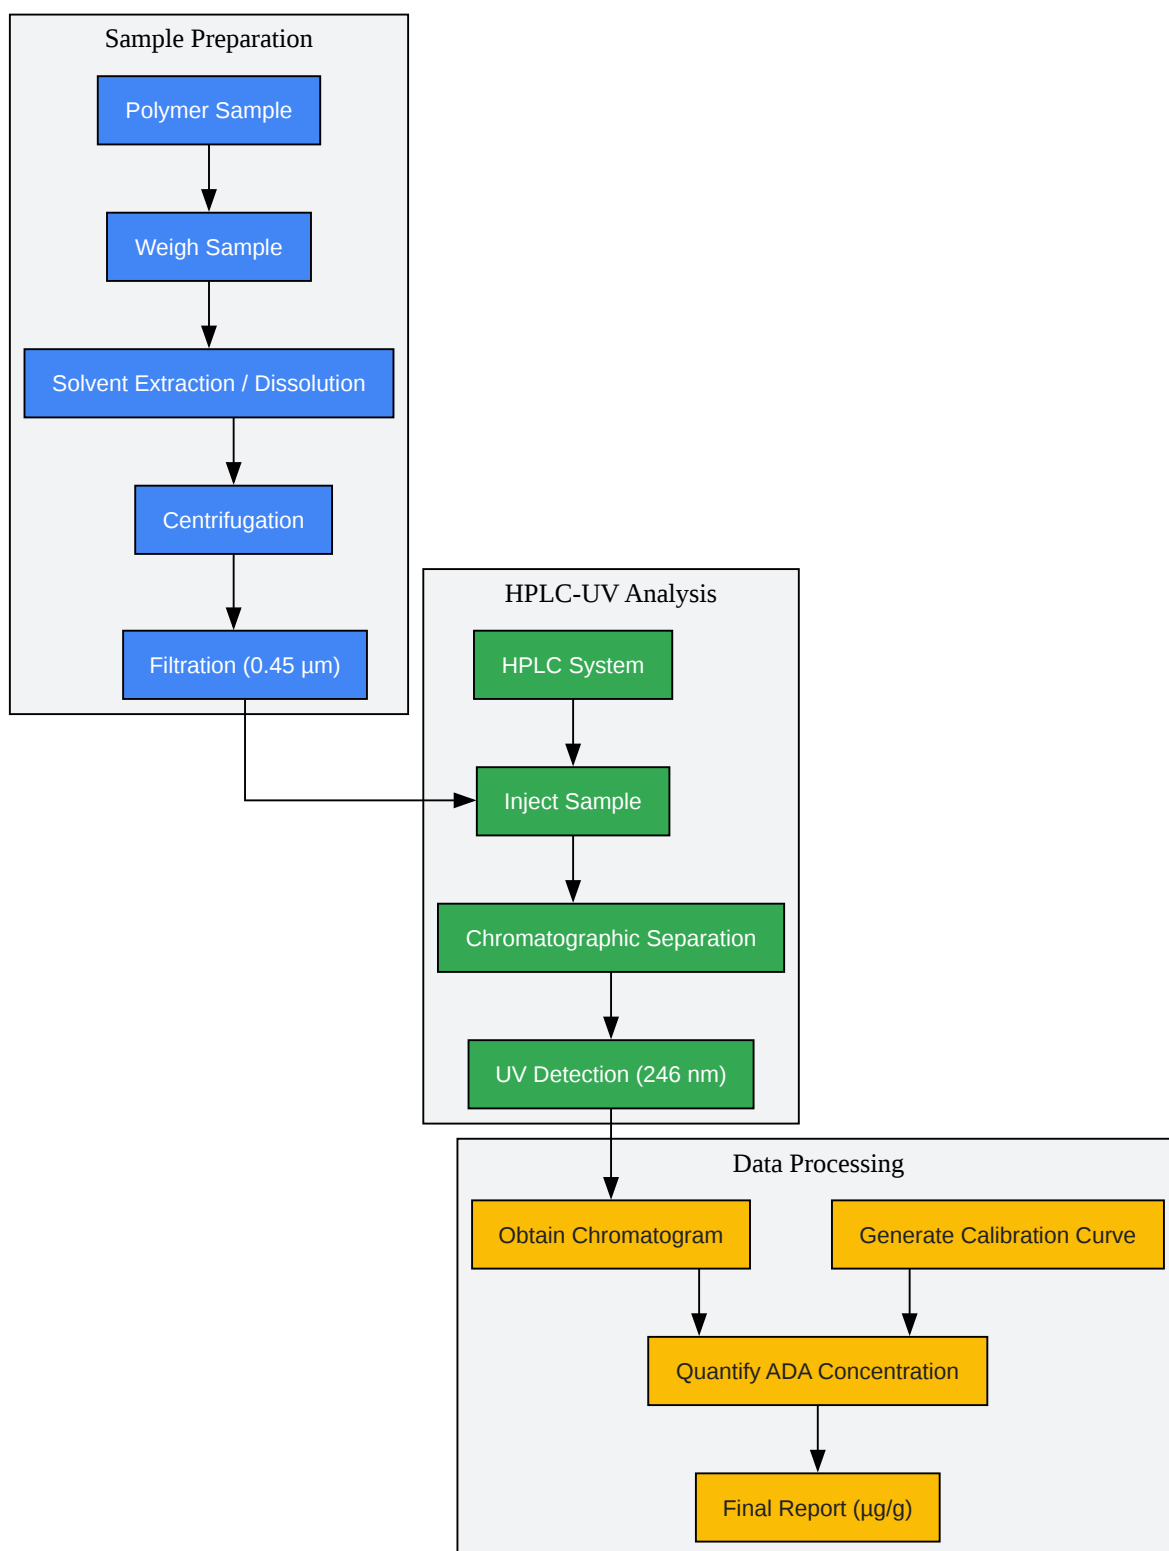 Sample Preparation
Polymer Sample
Weigh Sample
Solvent Extraction / Dissolution
Centrifugation
Filtration (0.45 µm)
HPLC-UV Analysis
HPLC System
Inject Sample
Chromatographic Separation
UV Detection (246 nm)
Data Processing
Obtain Chromatogram
Generate Calibration Curve
Quantify ADA Concentration
Final Report (µg/g)